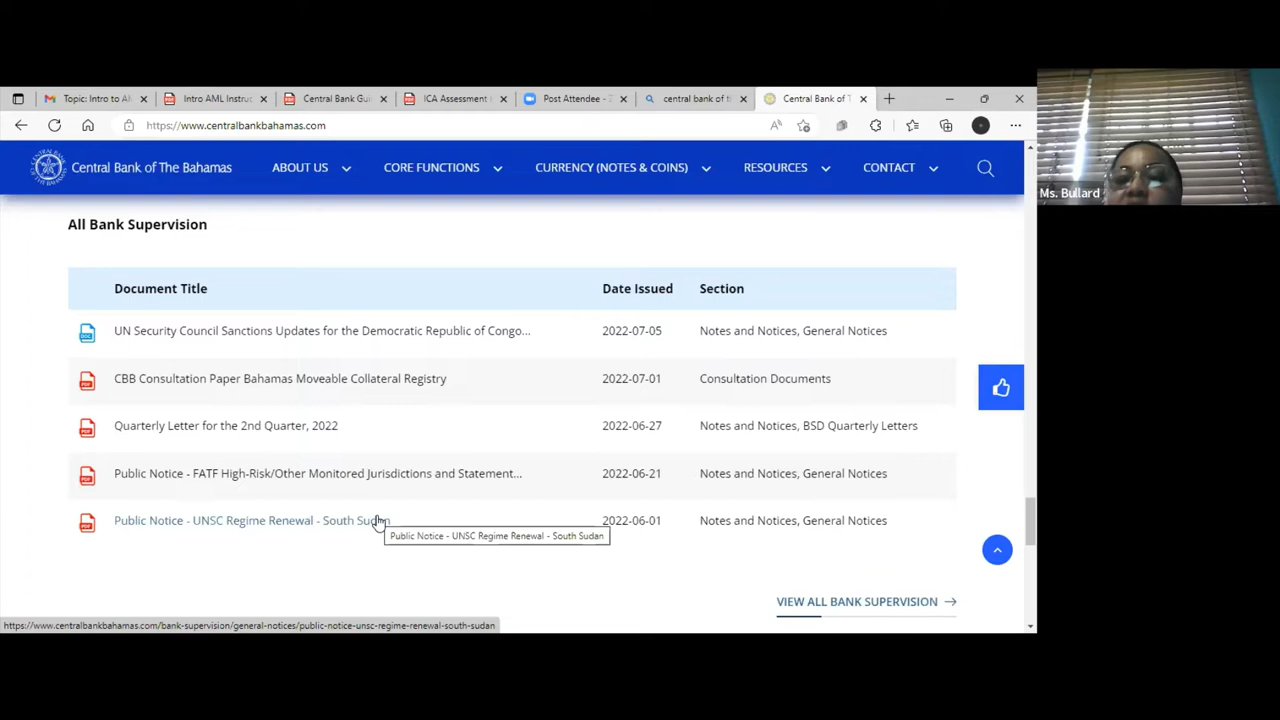 Topic: Intro to Al
Intro AML Instruc
Central Bank Gui
ICA Assessment
Post Attendee - Z
central bank of t
Central Bank of T
https://www.centralbankbahamas.com
Central Bank of The Bahamas
ABOUT US
CORE FUNCTIONS
CURRENCY (NOTES & COINS)
RESOURCES
CONTACT
Ms. Bullard
All Bank Supervision
Document Title Date Issued Section
UN Security Council Sanctions Updates for the Democratic Republic of Congo... 2022-07-05 Notes and Notices, General Notices
CBB Consultation Paper Bahamas Moveable Collateral Registry 2022-07-01 Consultation Documents
Quarterly Letter for the 2nd Quarter, 2022 2022-06-27 Notes and Notices, BSD Quarterly Letters
Public Notice - FATF High-Risk/Other Monitored Jurisdictions and Statement... 2022-06-21 Notes and Notices, General Notices
Public Notice - UNSC Regime Renewal - South Sudan 2022-06-01 Notes and Notices, General Notices
Public Notice - UNSC Regime Renewal - South Sudan
VIEW ALL BANK SUPERVISION
https://www.centralbankbahamas.com/bank-supervision/general-notices/public-notice-unsc-regime-renewal-south-sudan